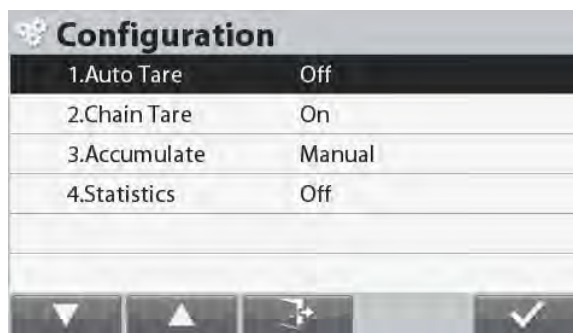 Configuration
1.Auto Tare Off
2.Chain Tare On
3.Accumulate Manual
4.Statistics Off